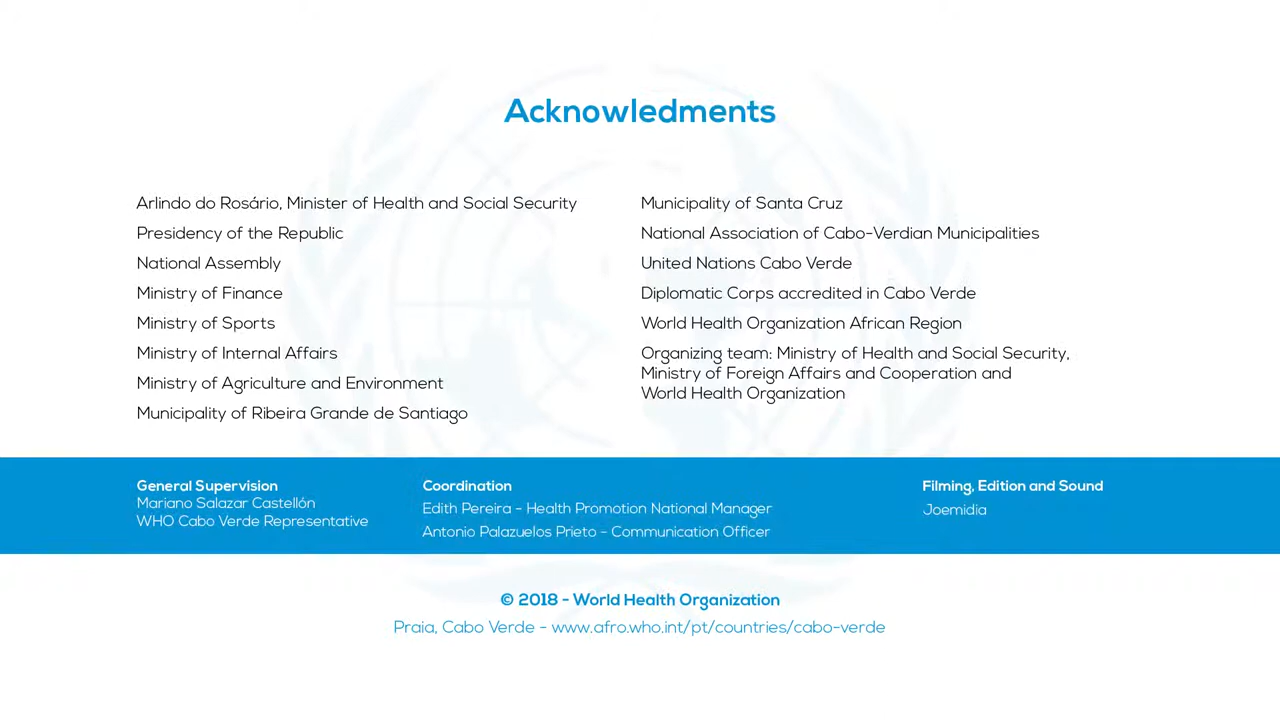 Acknowledments
Arlindo do Rosário, Minister of Health and Social Security
Presidency of the Republic
National Assembly
Ministry of Finance
Ministry of Sports
Ministry of Internal Affairs
Ministry of Agriculture and Environment
Municipality of Ribeira Grande de Santiago
Municipality of Santa Cruz
National Association of Cabo-Verdian Municipalities
United Nations Cabo Verde
Diplomatic Corps accredited in Cabo Verde
World Health Organization African Region
Organizing team: Ministry of Health and Social Security,
Ministry of Foreign Affairs and Cooperation and
World Health Organization
General Supervision
Mariano Salazar Castellón
WHO Cabo Verde Representative
Coordination
Edith Pereira - Health Promotion National Manager
Antonio Palazuelos Prieto - Communication Officer
Filming, Edition and Sound
Joemidia
© 2018 - World Health Organization
Praia, Cabo Verde - www.afro.who.int/pt/countries/cabo-verde